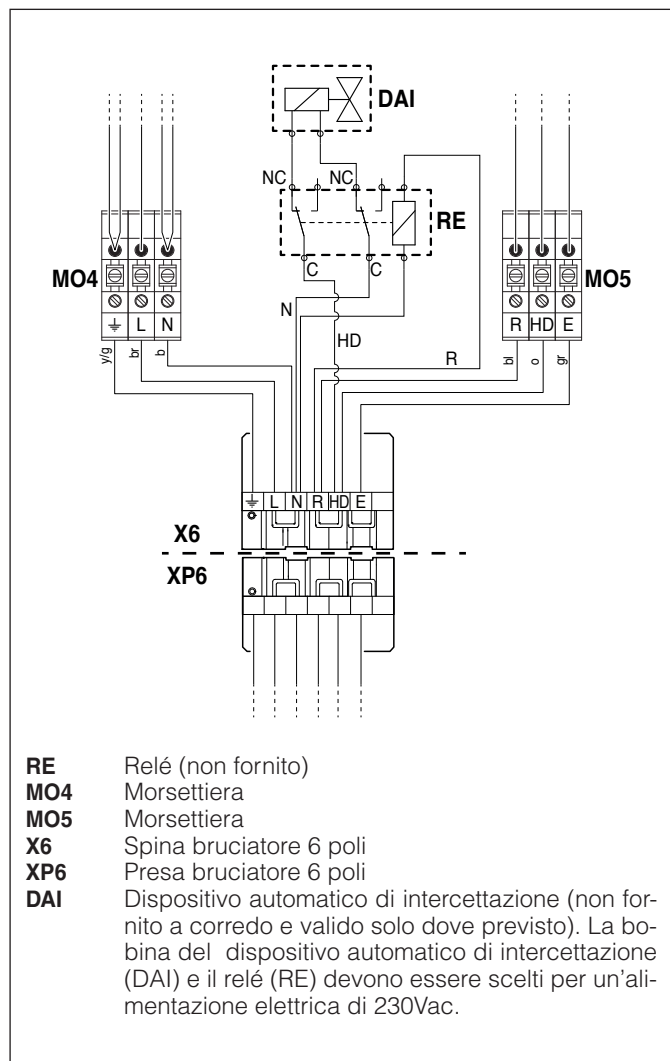 DAI
NC NC
RE
MO4
MO5
C C
⏚ L N
R HD E
N
HD
R
y/g br b
bl o gr
⏚ L N R HD E
X6
XP6
RE Relé (non fornito)
MO4 Morsettiera
MO5 Morsettiera
X6 Spina bruciatore 6 poli
XP6 Presa bruciatore 6 poli
DAI Dispositivo automatico di intercettazione (non for-
nito a corredo e valido solo dove previsto). La bo-
bina del dispositivo automatico di intercettazione
(DAI) e il relé (RE) devono essere scelti per un'ali-
mentazione elettrica di 230Vac.